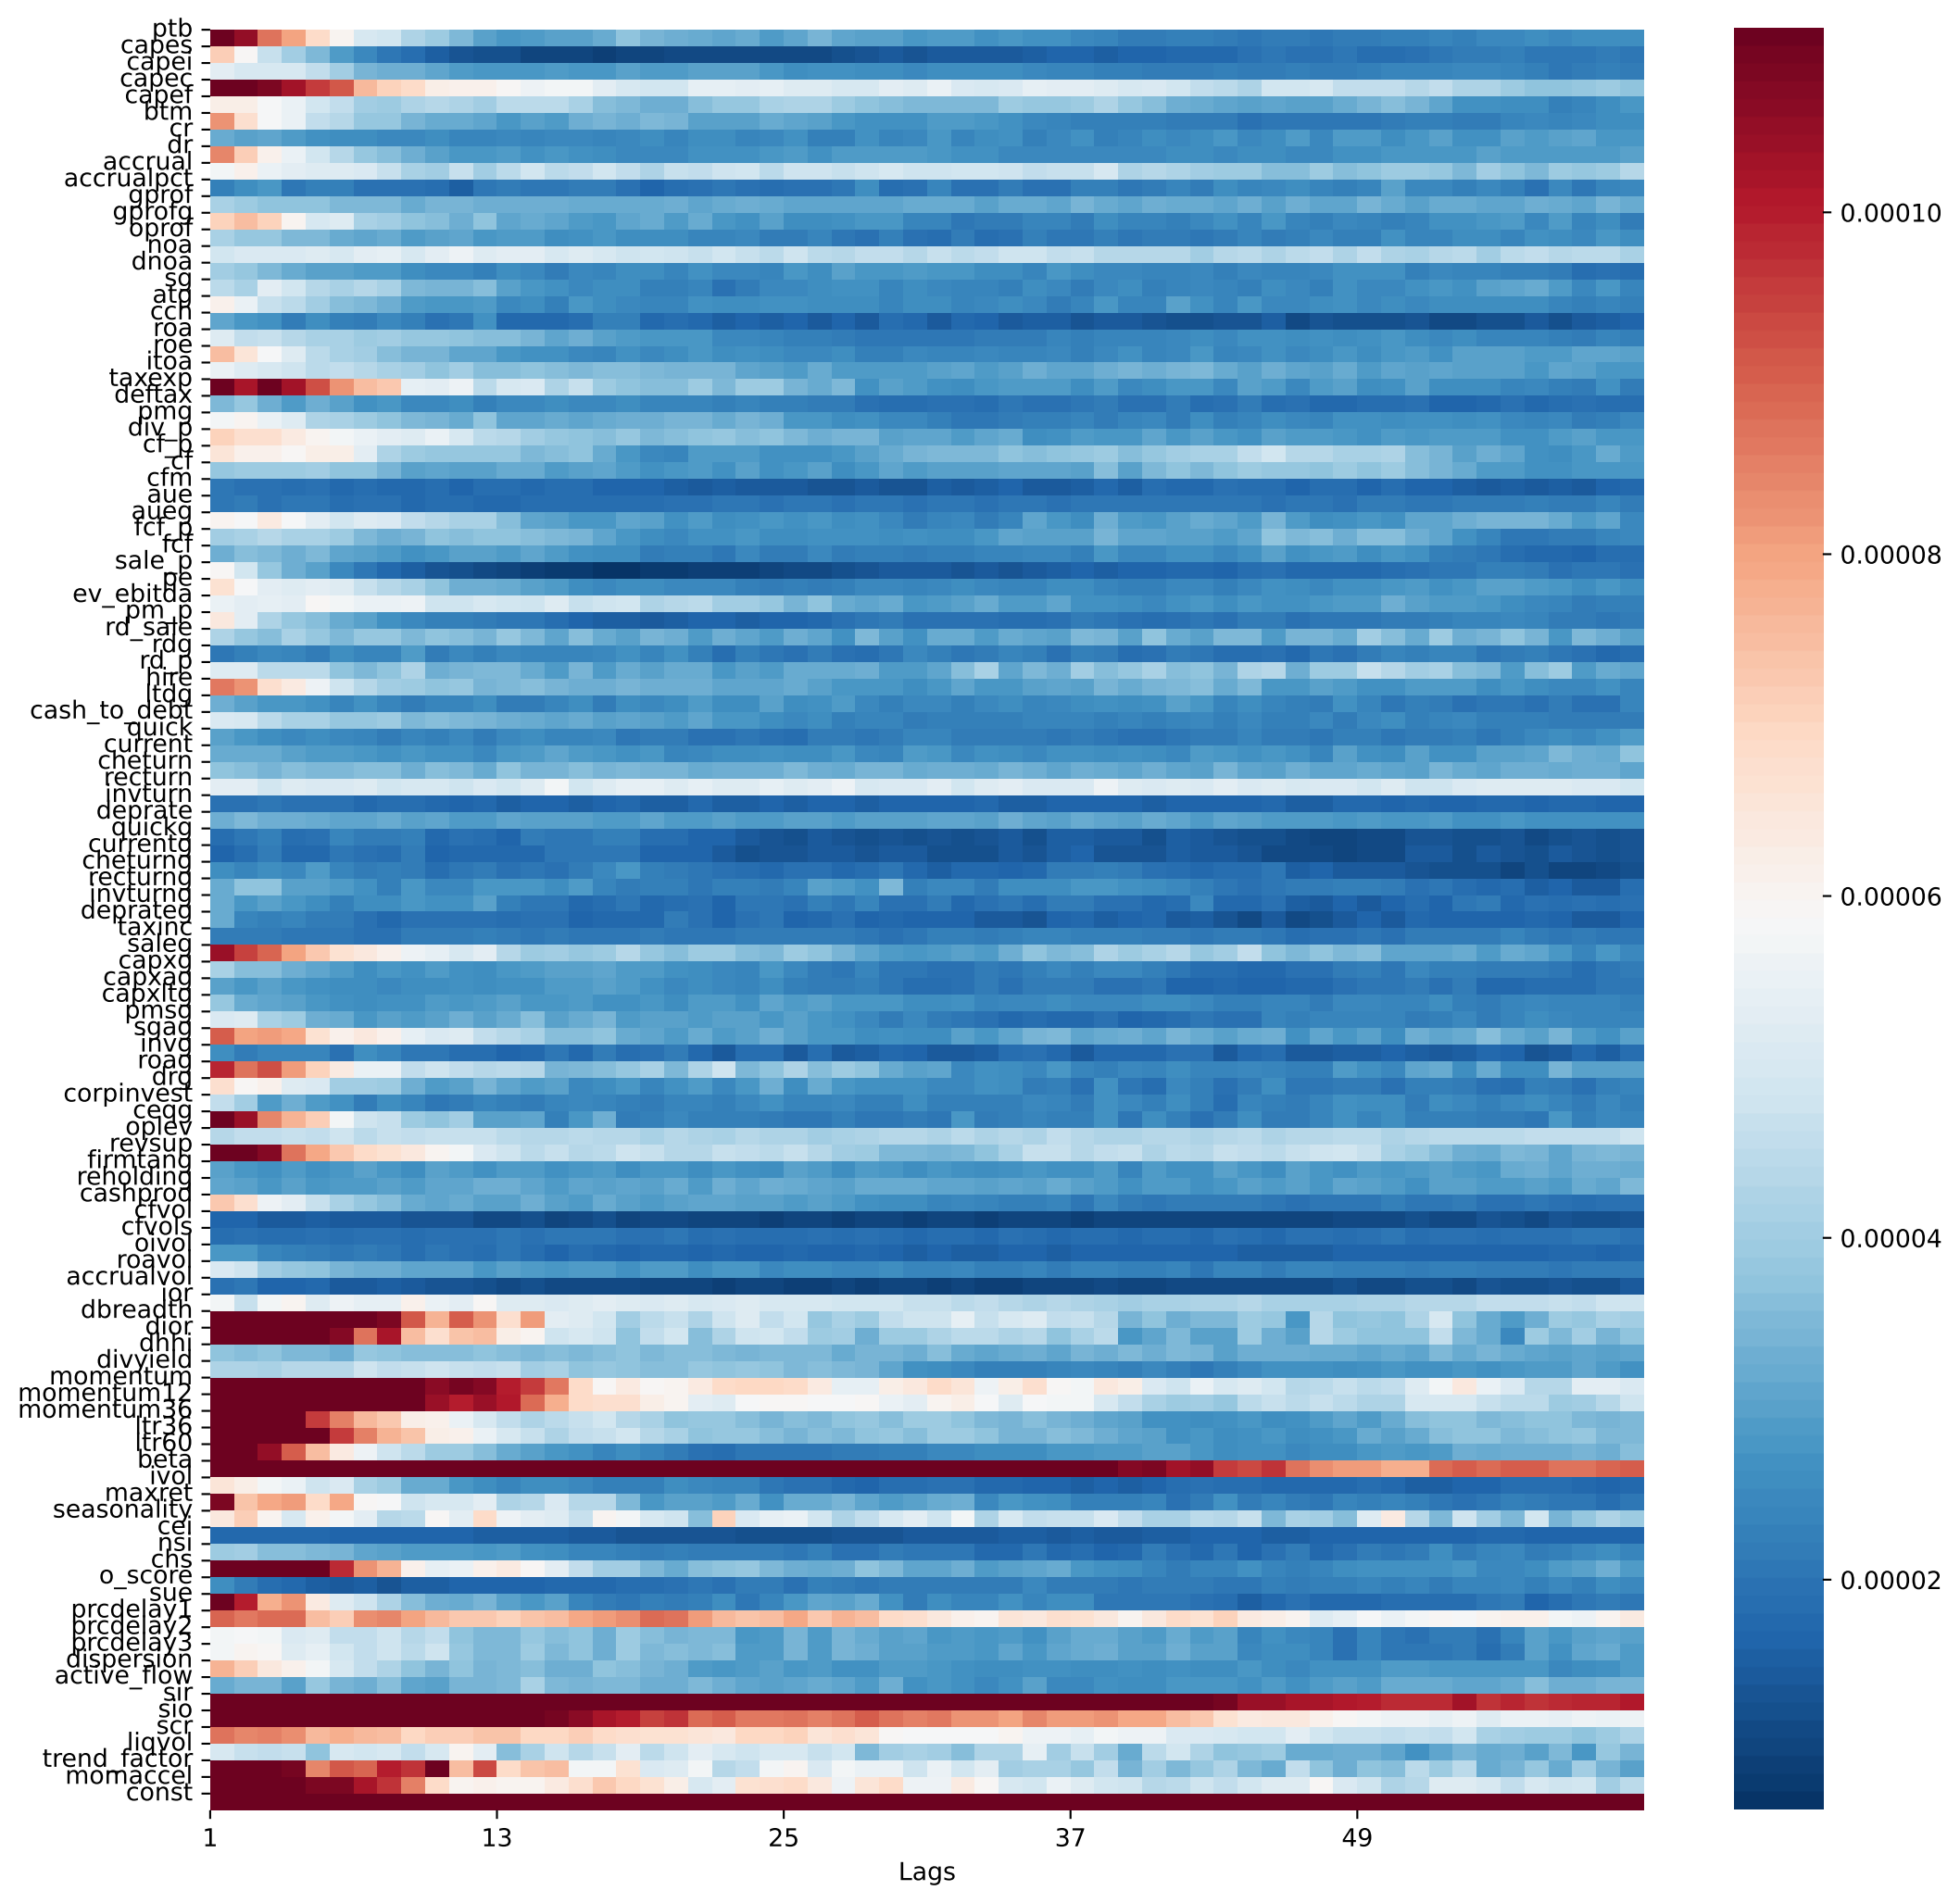 ptb
capes
capei
capec
capef
btm
cr
dr
accrual
accrualpct
gprof
gprofg
oprof
noa
dnoa
sg
atg
ccn
roa
roe
itoa
taxexp
deftax
pmg
div_p
cf_p
cf
cfm
aue
aueg
fcf_p
fcf
sale_p
pe
ev_ebitda
pm_p
rd_sale
rdg
rd_p
hire
ltdg
cash_to_debt
quick
current
cheturn
recturn
invturn
deprate
quickg
currentg
cheturng
recturng
invturng
deprateg
taxinc
saleg
capxg
capxag
capxltg
pmsg
sgag
invg
roag
drg
corpinvest
ceqg
oplev
revsup
firmtang
reholding
cashprod
cfvol
cfvols
oivol
roavol
accrualvol
ior
dbreadth
dior
dhhi
divyield
momentum
momentum12
momentum36
ltr36
ltr60
beta
ivol
maxret
seasonality
cei
nsi
chs
o_score
sue
prcdelay1
prcdelay2
prcdelay3
dispersion
active_flow
sir
sio
scr
liqvol
trend_factor
momaccel
const
1 13 25 37 49
Lags
0.00010
0.00008
0.00006
0.00004
0.00002